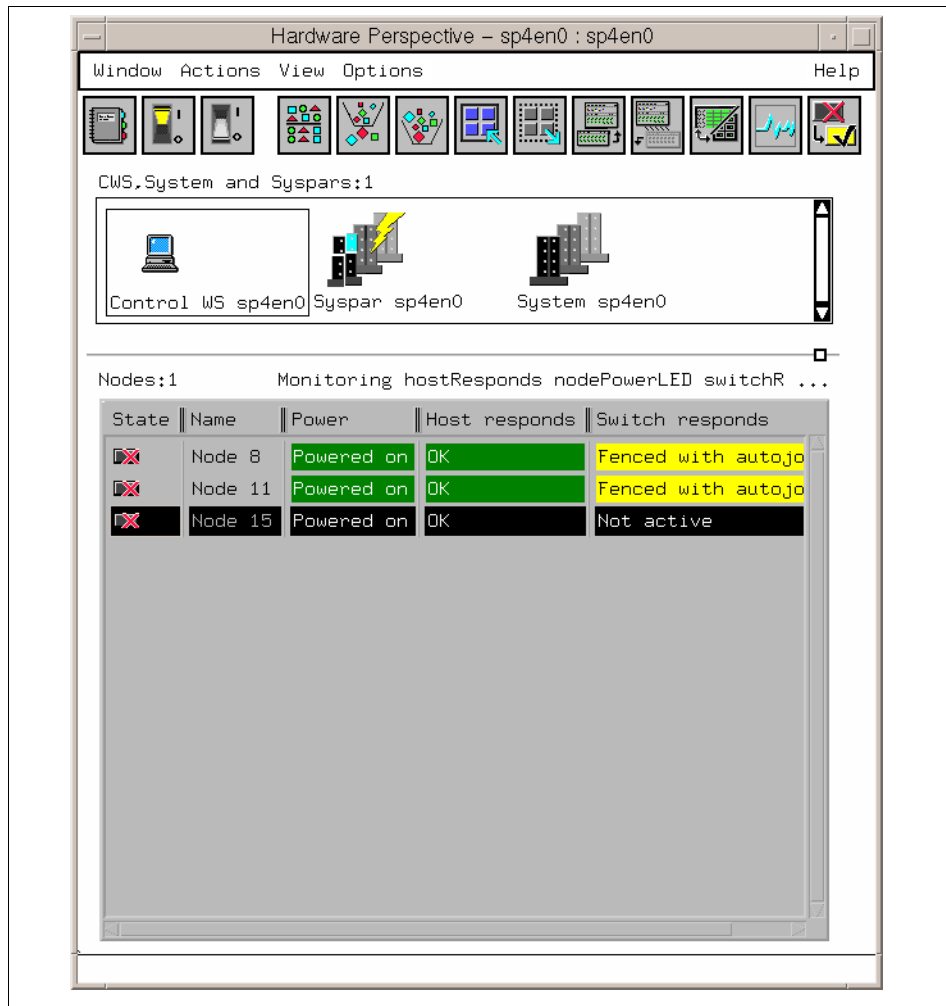 Hardware Perspective – sp4en0 : sp4en0
Window Actions View Options Help
CWS,System and Syspars:1
Control WS sp4en0 Syspar sp4en0 System sp4en0
Nodes:1 Monitoring hostResponds nodePowerLED switchR ...
State Name Power Host responds Switch responds
Node 8 Powered on OK Fenced with autojo
Node 11 Powered on OK Fenced with autojo
Node 15 Powered on OK Not active